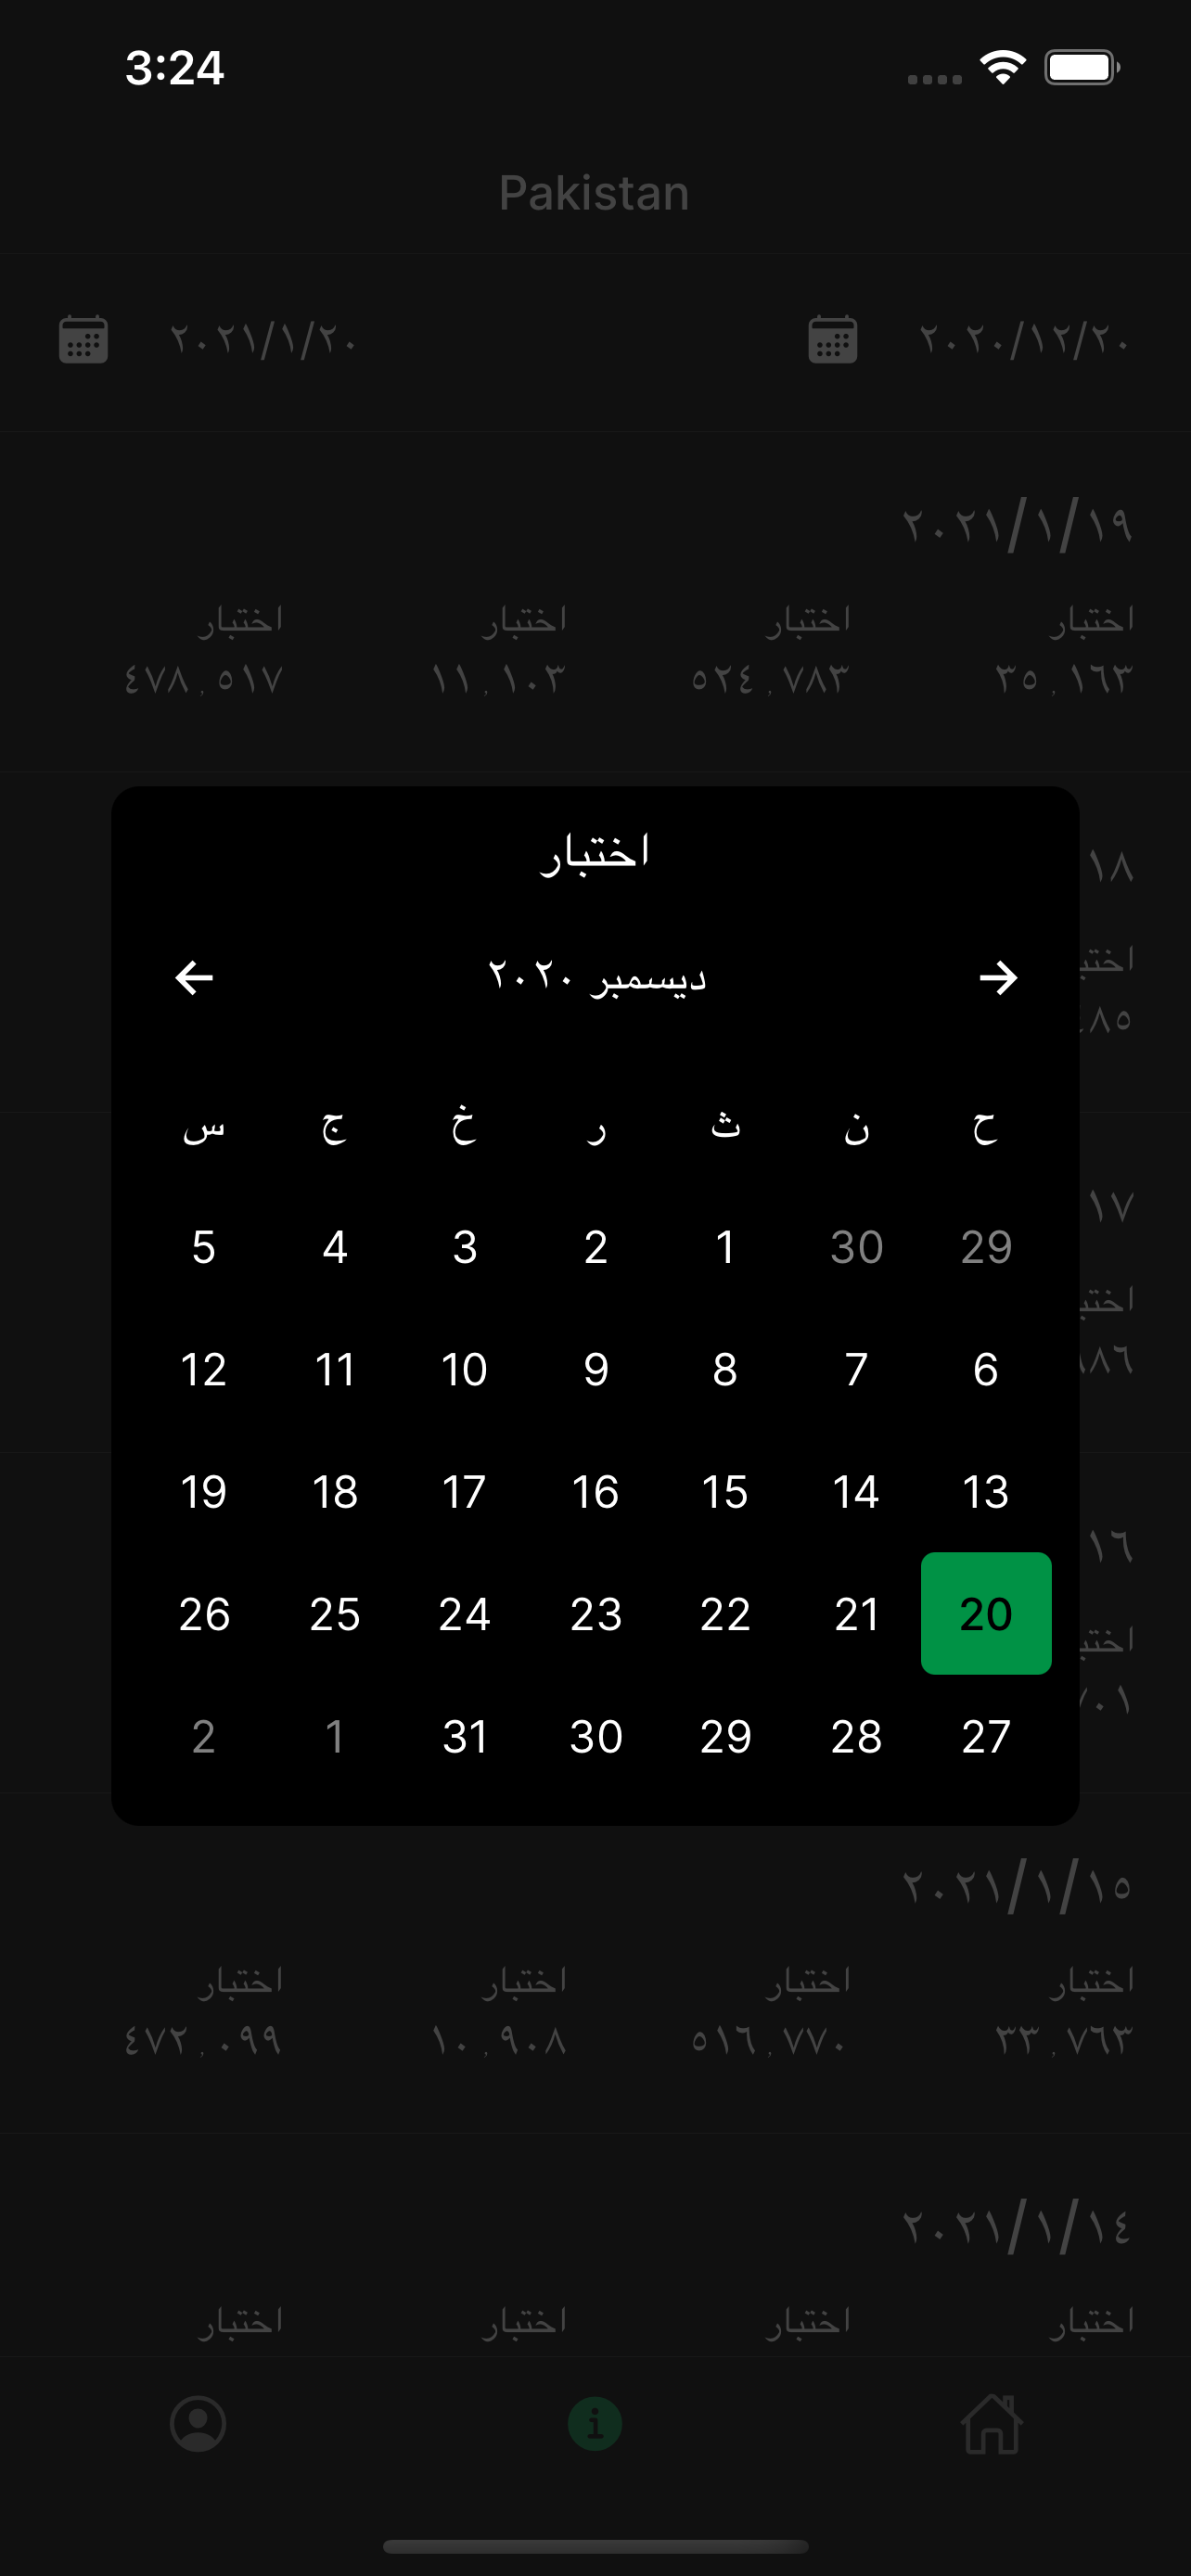 3:24
Pakistan
٢٠/١٢/٢٠٢٠ ٢٠/١/٢٠٢١
١٩/١/٢٠٢١
اختبار اختبار اختبار اختبار
٣٥٬١٦٣ ٥٢٤٬٧٨٣ ١١٬١٠٣ ٤٧٨٬٥١٧
١٨
اختبار
ديسمبر ٢٠٢٠
ح ن ث ر خ ج س
29 30 1 2 3 4 5
6 7 8 9 10 11 12
13 14 15 16 17 18 19
20 21 22 23 24 25 26
27 28 29 30 31 1 2
١٧
١٦
١٥/١/٢٠٢١
اختبار اختبار اختبار اختبار
٣٣٬٧٦٣ ٥١٦٬٧٧٠ ١٠٬٩٠٨ ٤٧٢٬٠٩٩
١٤/١/٢٠٢١
اختبار اختبار اختبار اختبار